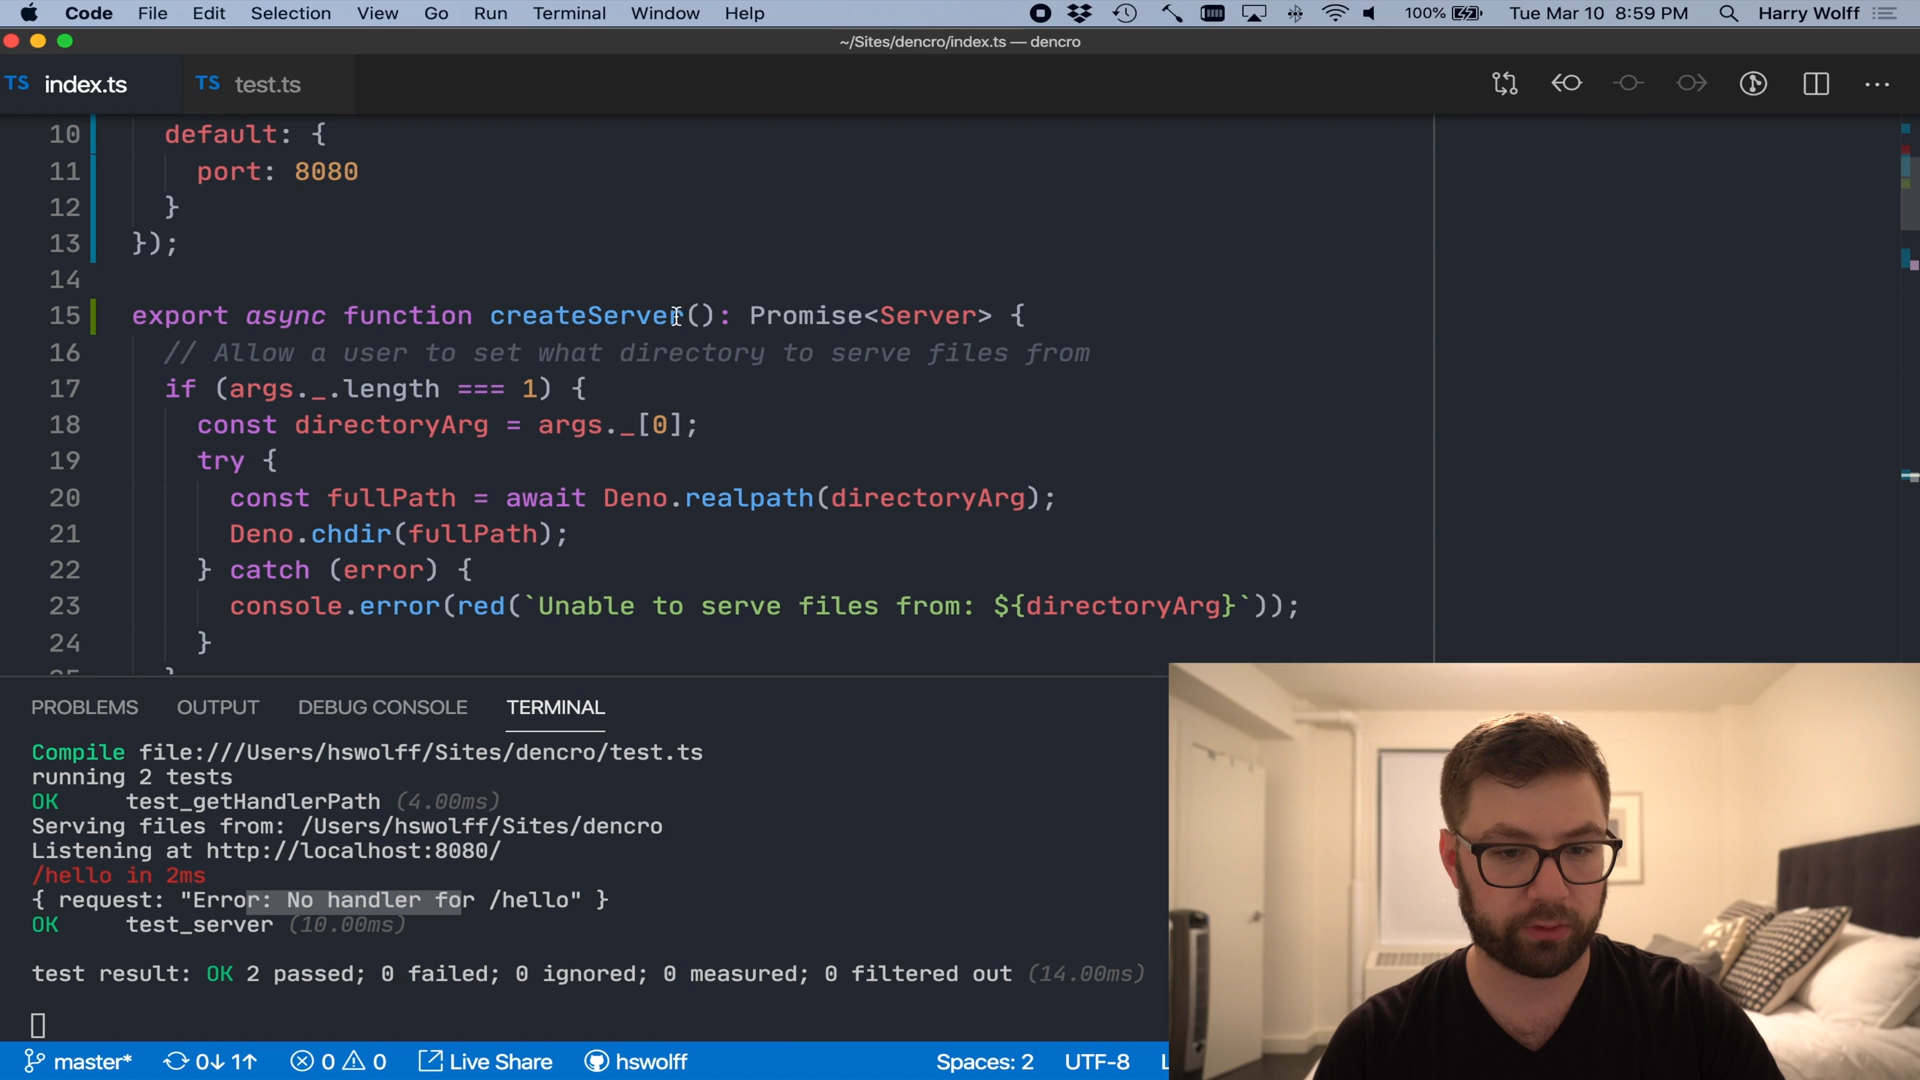 Code File Edit Selection View Go Run Terminal Window Help 100% Tue Mar 10 8:59 PM Harry Wolff
~/Sites/dencro/index.ts — dencro
TS index.ts TS test.ts
10 default: {
11 port: 8080
12 }
13 });
14
15 export async function createServer(): Promise<Server> {
16 // Allow a user to set what directory to serve files from
17 if (args._.length === 1) {
18 const directoryArg = args._[0];
19 try {
20 const fullPath = await Deno.realpath(directoryArg);
21 Deno.chdir(fullPath);
22 } catch (error) {
23 console.error(red(`Unable to serve files from: ${directoryArg}`));
24 }
PROBLEMS OUTPUT DEBUG CONSOLE TERMINAL
Compile file:///Users/hswolff/Sites/dencro/test.ts
running 2 tests
OK test_getHandlerPath (4.00ms)
Serving files from: /Users/hswolff/Sites/dencro
Listening at http://localhost:8080/
/hello in 2ms
{ request: "Error: No handler for /hello" }
OK test_server (10.00ms)
test result: OK 2 passed; 0 failed; 0 ignored; 0 measured; 0 filtered out (14.00ms)
master* 0↓ 1↑ 0 0 Live Share hswolff Spaces: 2 UTF-8